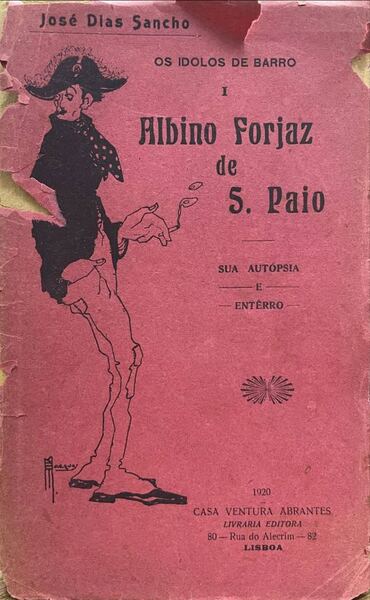 José Dias Sancho
OS IDOLOS DE BARRO
I
Albino Forjaz
de
S. Paio
SUA AUTÓPSIA
E
ENTÊRRO
1920
CASA VENTURA ABRANTES
LIVRARIA EDITORA
80 — Rua do Alecrim — 82
LISBOA